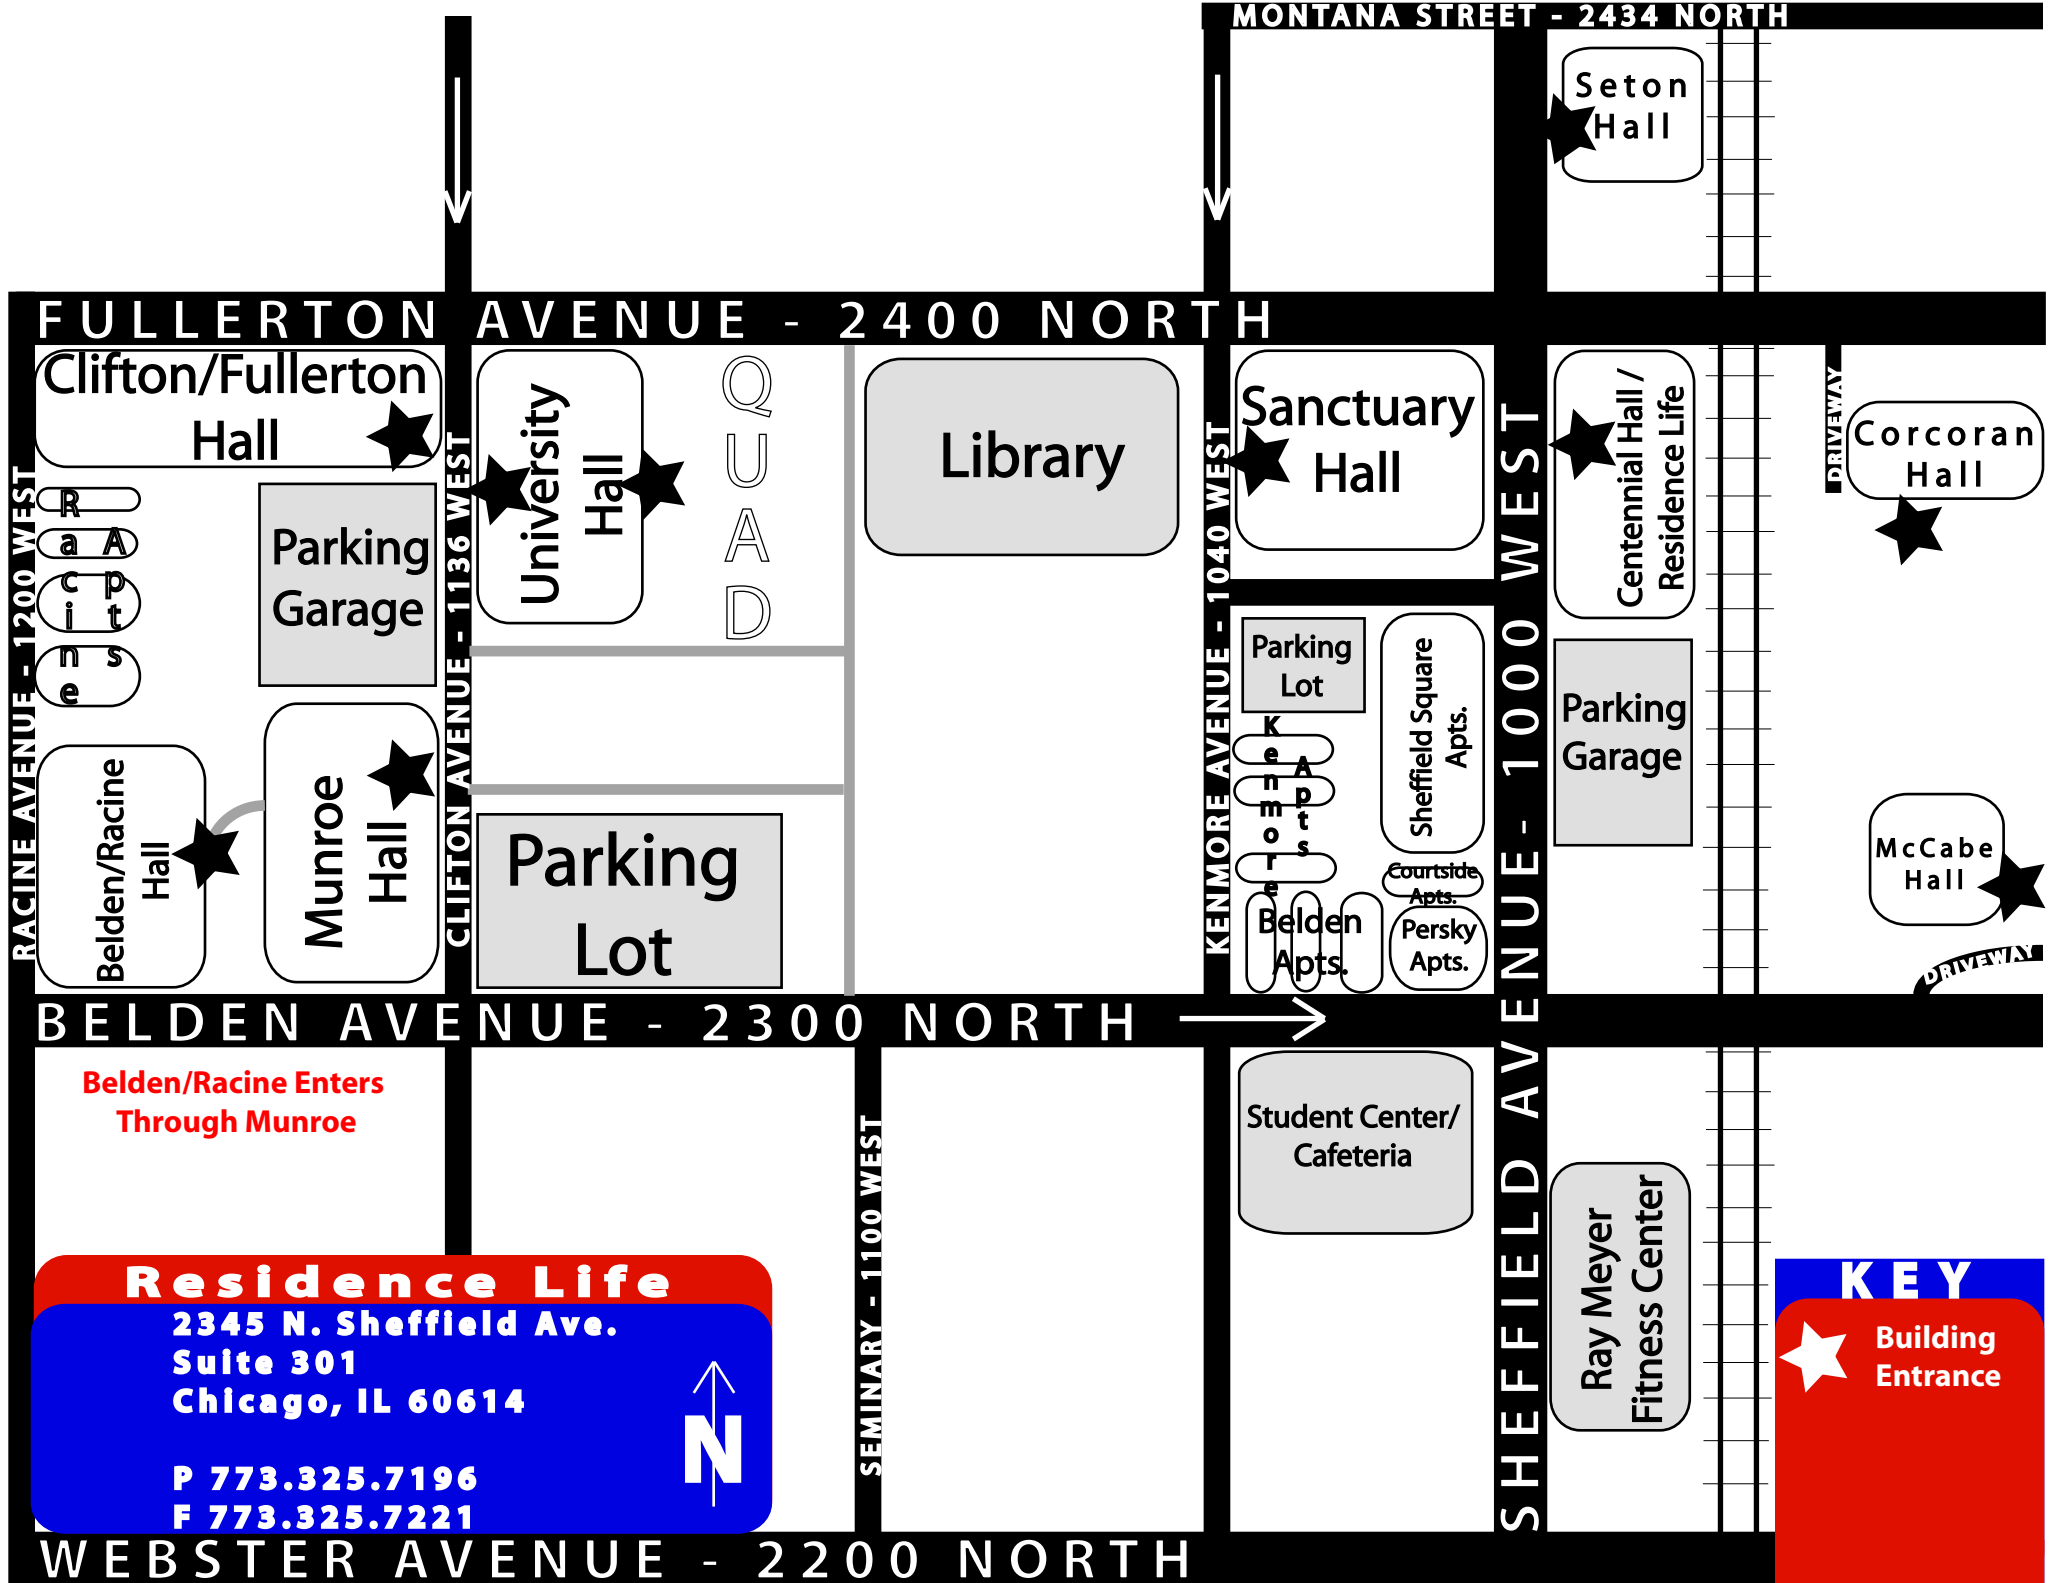 MONTANA STREET - 2434 NORTH
Seton
Hall
FULLERTON AVENUE - 2400 NORTH
Clifton/Fullerton
Hall
University
Hall
QUAD
Library
Sanctuary
Hall
Centennial Hall /
Residence Life
DRIVEWAY
Corcoran
Hall
RACINE AVENUE - 1200 WEST
Racine
Apts
Parking
Garage
CLIFTON AVENUE - 1136 WEST
KENMORE AVENUE - 1040 WEST
Parking
Lot
Sheffield Square
Apts.
SHEFFIELD AVENUE - 1000 WEST
Parking
Garage
Kenmore
Apts
Belden/Racine
Hall
Munroe
Hall
Parking
Lot
Courtside
Apts.
Belden
Apts.
Persky
Apts.
McCabe
Hall
DRIVEWAY
BELDEN AVENUE - 2300 NORTH
Belden/Racine Enters
Through Munroe
SEMINARY - 1100 WEST
Student Center/
Cafeteria
Ray Meyer
Fitness Center
Residence Life
2345 N. Sheffield Ave.
Suite 301
Chicago, IL 60614
P 773.325.7196
F 773.325.7221
N
KEY
Building
Entrance
WEBSTER AVENUE - 2200 NORTH